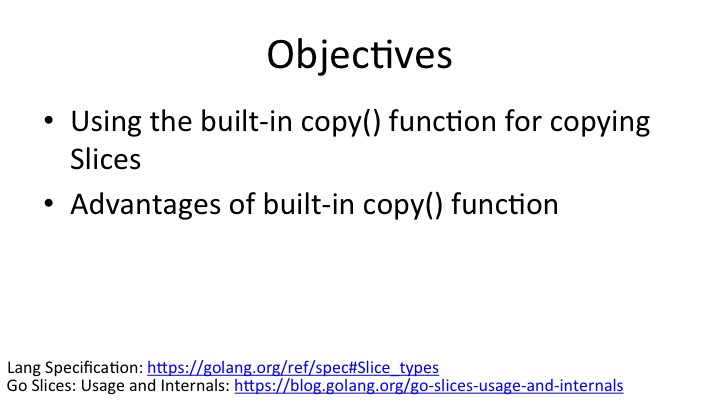 Objectives
• Using the built-in copy() function for copying
Slices
• Advantages of built-in copy() function
Lang Specification: https://golang.org/ref/spec#Slice_types
Go Slices: Usage and Internals: https://blog.golang.org/go-slices-usage-and-internals